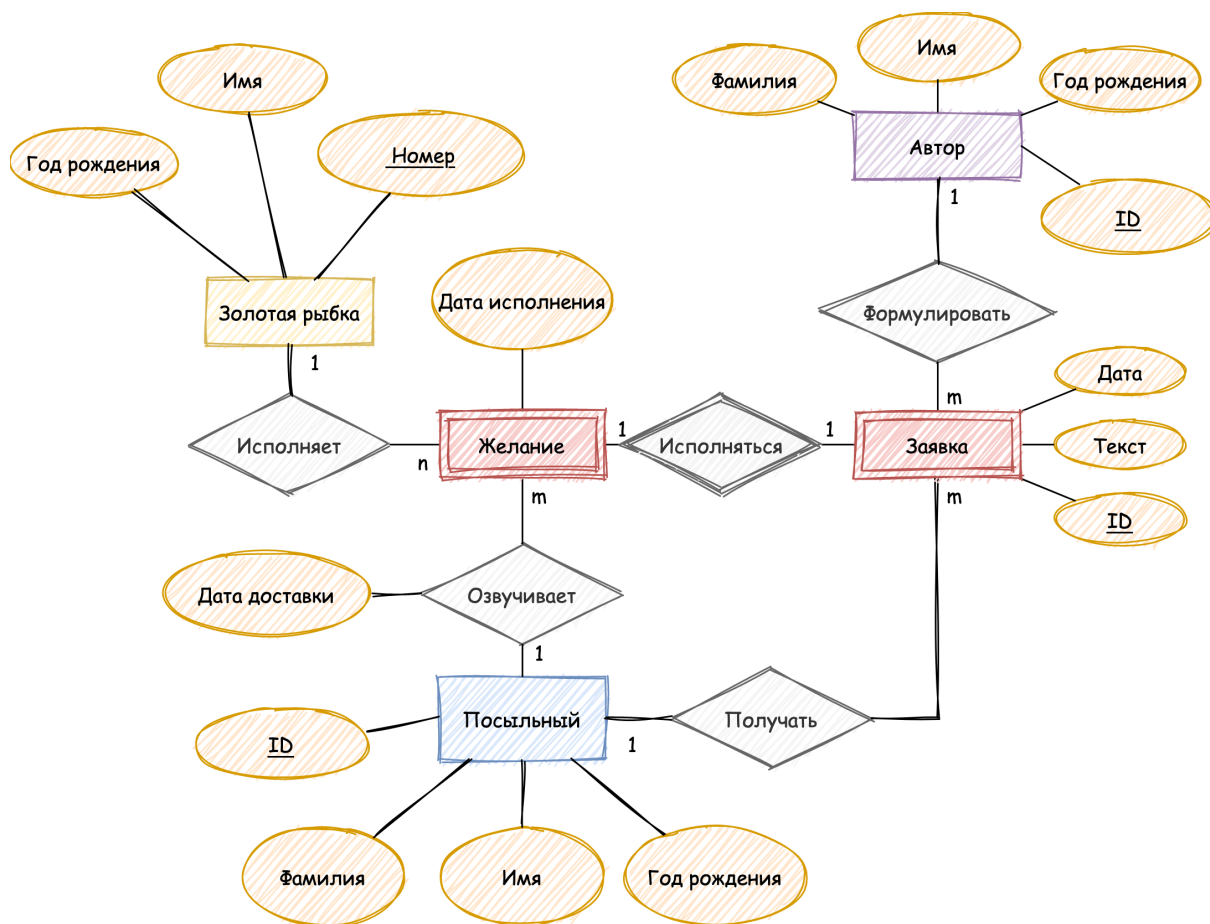 Имя
Фамилия
Имя
Год рождения
Год рождения
Номер
Автор
ID
1
Золотая рыбка
Дата исполнения
Формулировать
1
Дата
m
Исполняет
n
Желание
1
Исполняться
1
Заявка
Текст
m
m
ID
Дата доставки
Озвучивает
1
ID
Посыльный
1
Получать
Фамилия
Имя
Год рождения